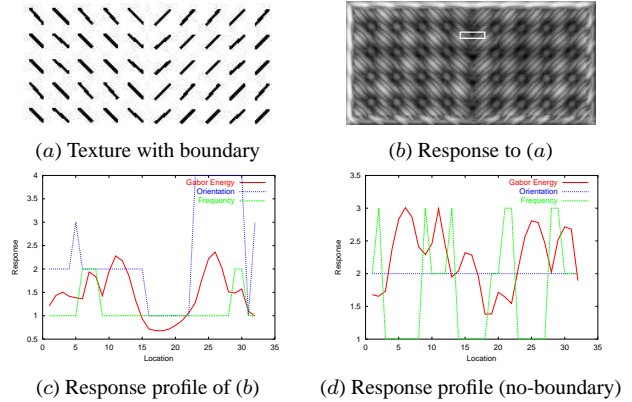 (a) Texture with boundary
(b) Response to (a)
4
3.5
3
2.5
2
1.5
1
0.5
Response
0 5 10 15 20 25 30 35
Location
Gabor Energy
Orientation
Frequency
3.5
3
2.5
2
1.5
1
Response
0 5 10 15 20 25 30 35
Location
Gabor Energy
Orientation
Frequency
(c) Response profile of (b)
(d) Response profile (no-boundary)